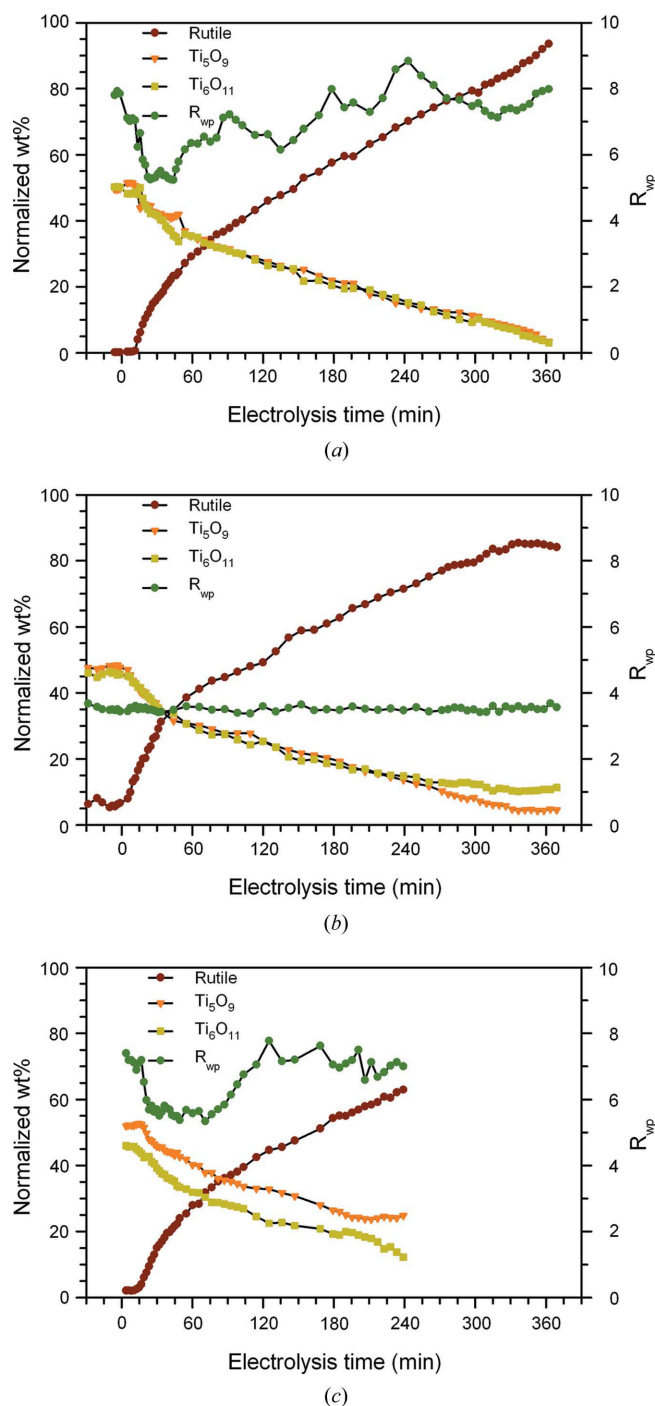 100
80
60
40
20
0
Normalized wt%
Rutile
Ti5O9
Ti6O11
Rwp
10
8
6
4
2
0
Rwp
0 60 120 180 240 300 360
Electrolysis time (min)
(a)
100
80
60
40
20
0
Normalized wt%
Rutile
Ti5O9
Ti6O11
Rwp
10
8
6
4
2
0
Rwp
0 60 120 180 240 300 360
Electrolysis time (min)
(b)
100
80
60
40
20
0
Normalized wt%
Rutile
Ti5O9
Ti6O11
Rwp
10
8
6
4
2
0
Rwp
0 60 120 180 240 300 360
Electrolysis time (min)
(c)